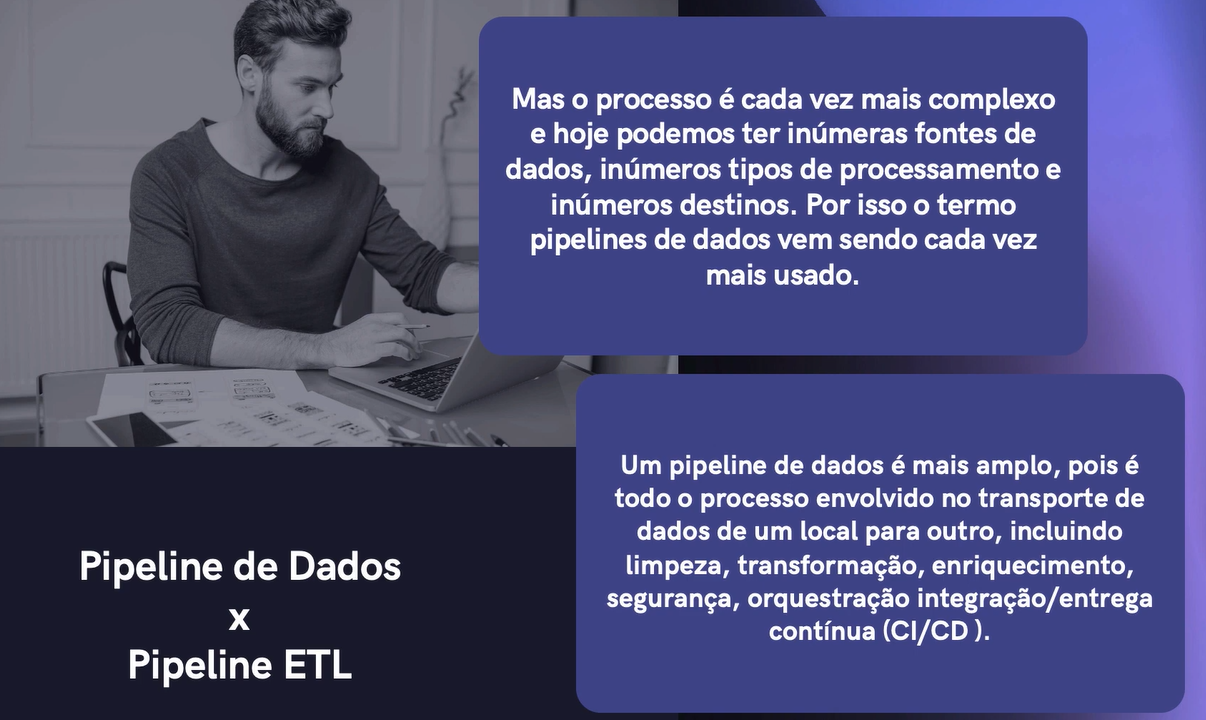 Mas o processo é cada vez mais complexo
e hoje podemos ter inúmeras fontes de
dados, inúmeros tipos de processamento e
inúmeros destinos. Por isso o termo
pipelines de dados vem sendo cada vez
mais usado.
Um pipeline de dados é mais amplo, pois é
todo o processo envolvido no transporte de
dados de um local para outro, incluindo
limpeza, transformação, enriquecimento,
segurança, orquestração integração/entrega
contínua (CI/CD ).
Pipeline de Dados
x
Pipeline ETL